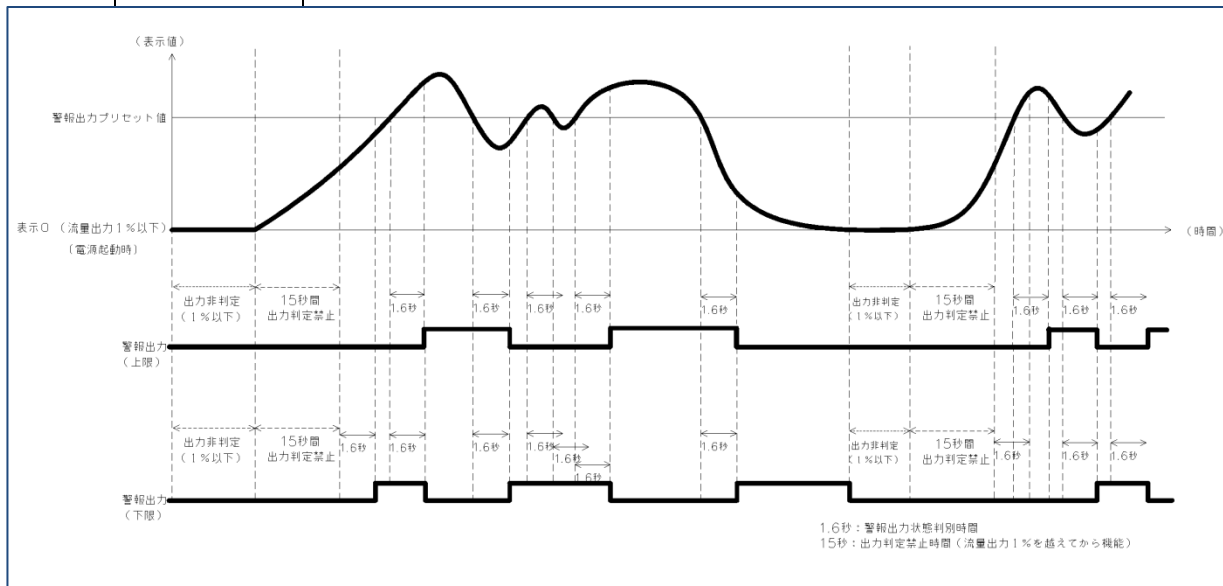 (表示値)
警報出力プリセット値
表示0 (流量出力1%以下)
(電源起動時)
(時間)
出力非判定
(1%以下)
15秒間
出力判定禁止
1.6秒
1.6秒
1.6秒
1.6秒
1.6秒
出力非判定
(1%以下)
15秒間
出力判定禁止
1.6秒
1.6秒
1.6秒
警報出力
(上限)
出力非判定
(1%以下)
15秒間
出力判定禁止
1.6秒
1.6秒
1.6秒
1.6秒
1.6秒
1.6秒
1.6秒
出力非判定
(1%以下)
15秒間
出力判定禁止
1.6秒
1.6秒
1.6秒
警報出力
(下限)
1.6秒:警報出力状態判別時間
15秒:出力判定禁止時間(流量出力1%を越えてから機能)